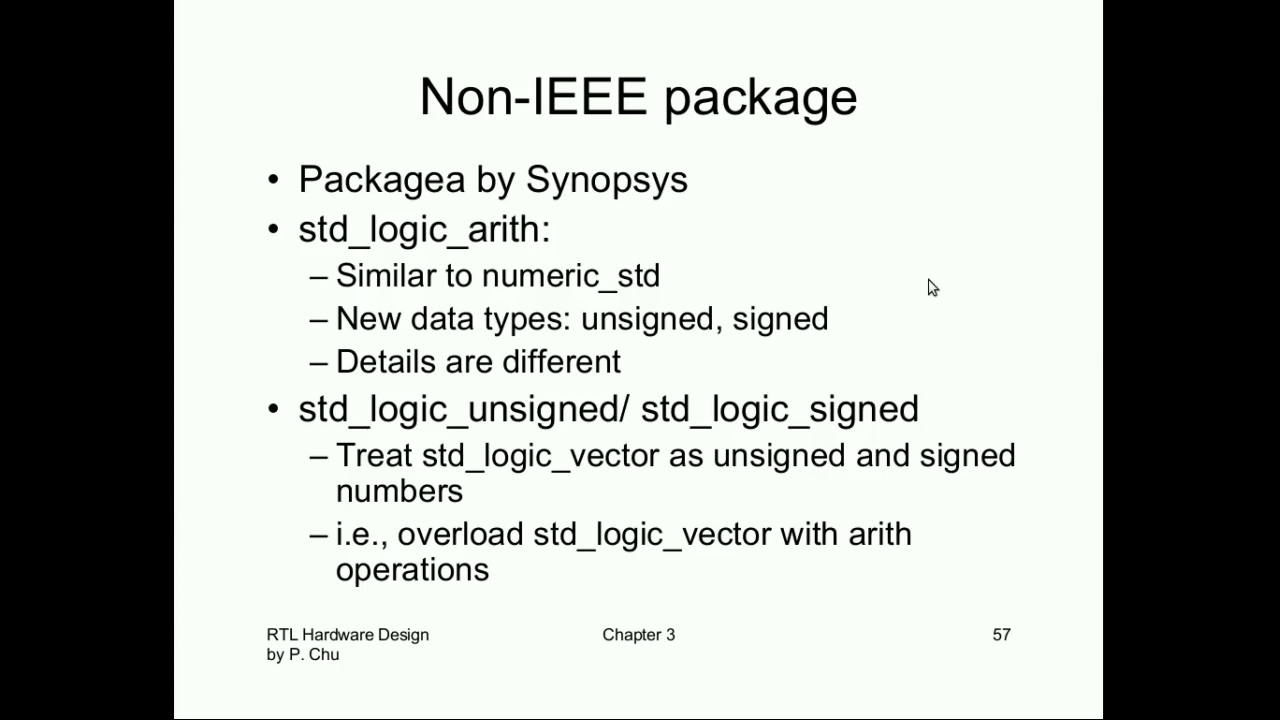 Non-IEEE package
• Packagea by Synopsys
• std_logic_arith:
– Similar to numeric_std
– New data types: unsigned, signed
– Details are different
• std_logic_unsigned/ std_logic_signed
– Treat std_logic_vector as unsigned and signed
numbers
– i.e., overload std_logic_vector with arith
operations
RTL Hardware Design
by P. Chu
Chapter 3
57